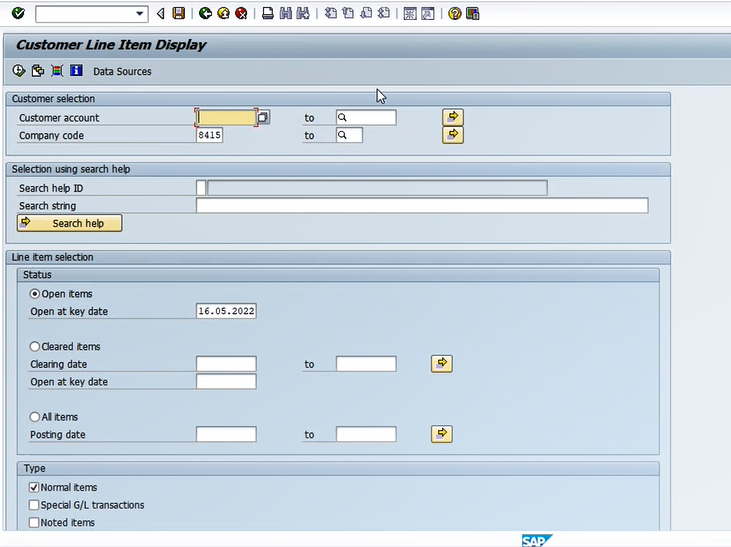 Customer Line Item Display
Data Sources
Customer selection
Customer account to
Company code 8415 to
Selection using search help
Search help ID
Search string
Search help
Line item selection
Status
Open items
Open at key date 16.05.2022
Cleared items
Clearing date to
Open at key date
All items
Posting date to
Type
Normal items
Special G/L transactions
Noted items
SAP